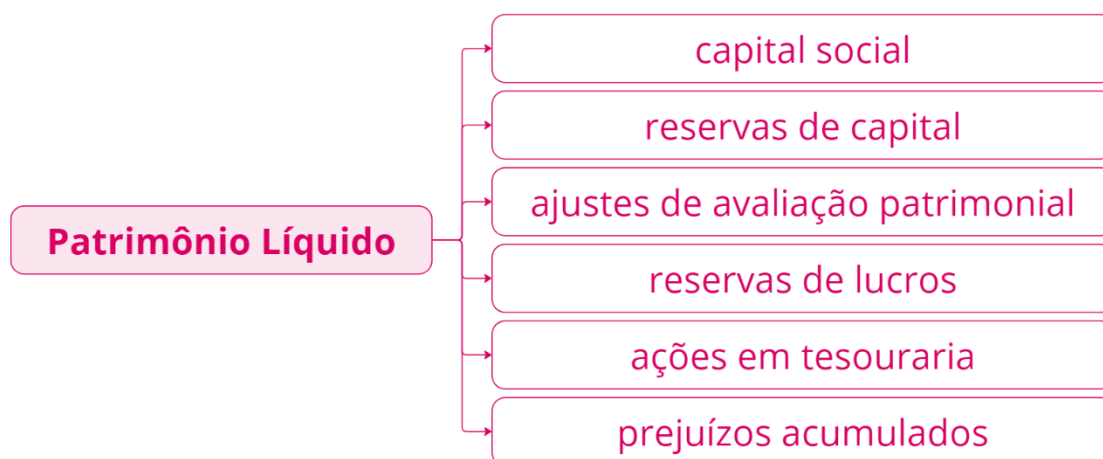 capital social
reservas de capital
ajustes de avaliação patrimonial
Patrimônio Líquido
reservas de lucros
ações em tesouraria
prejuízos acumulados